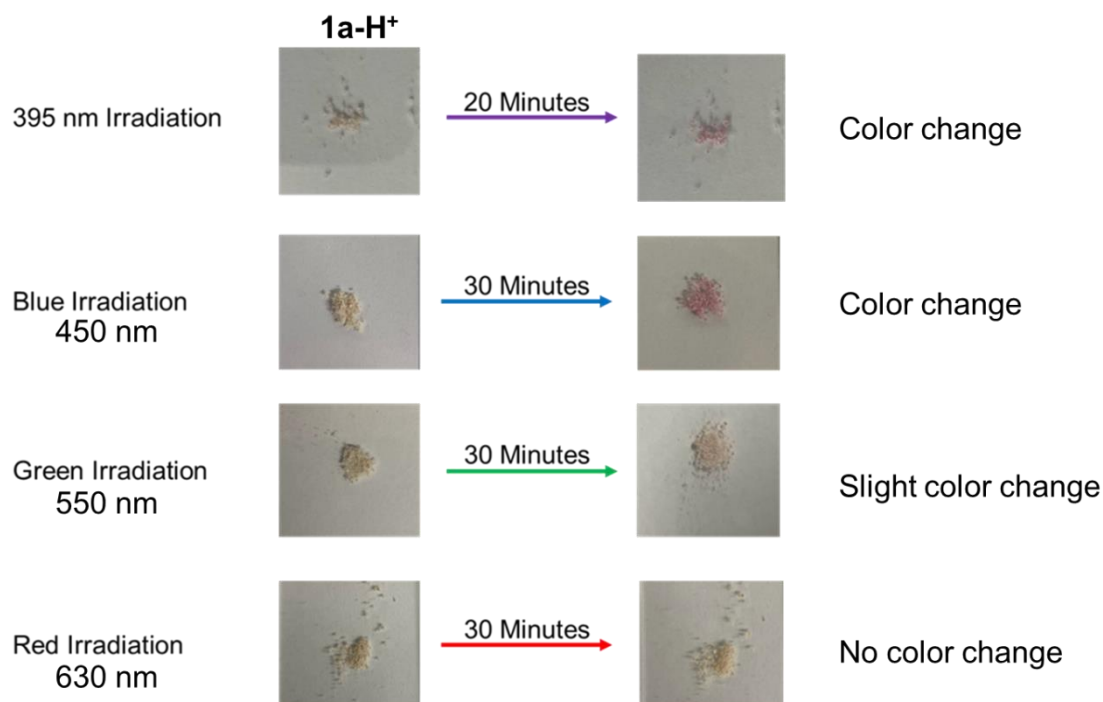 1a-H⁺
395 nm Irradiation
20 Minutes
Color change
Blue Irradiation
450 nm
30 Minutes
Color change
Green Irradiation
550 nm
30 Minutes
Slight color change
Red Irradiation
630 nm
30 Minutes
No color change